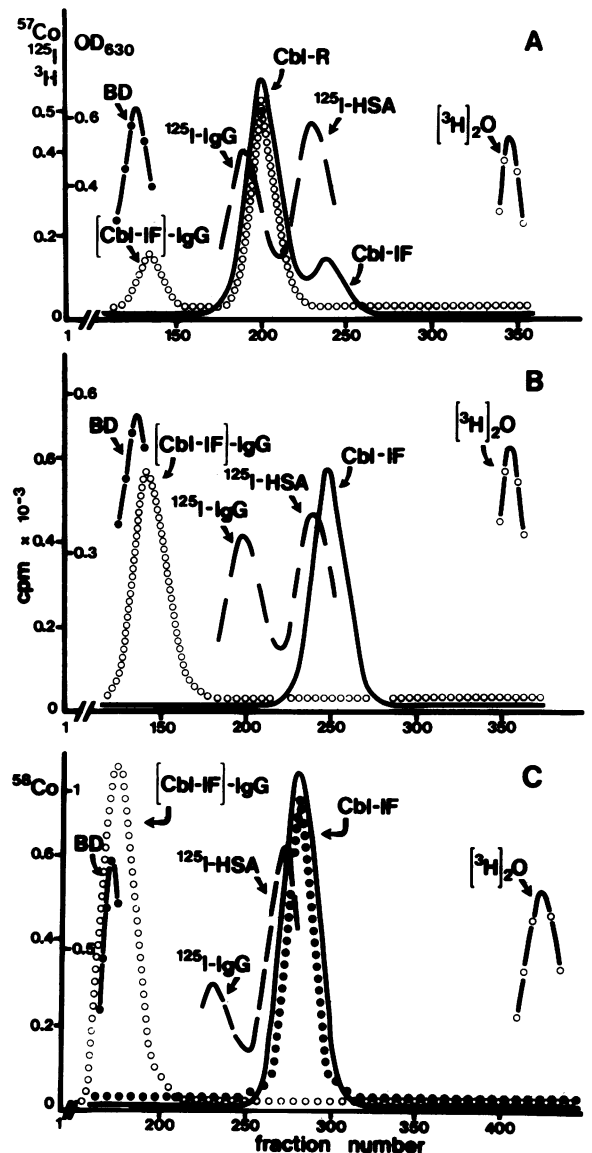 57Co
125I
3H
OD630
A
Cbl-R
BD
125I-IgG
125I-HSA
[3H]2O
0.5
0.6
0.4
0.4
[Cbl-IF]-IgG
0.2
Cbl-IF
0
1
150
200
250
300
350
B
0.6
BD
[Cbl-IF]-IgG
[3H]2O
0.6
125I-HSA
Cbl-IF
125I-IgG
cpm × 10-3
0.4
0.3
0.2
0
1
150
200
250
300
350
58Co
1
[Cbl-IF]-IgG
C
Cbl-IF
BD
125I-HSA
[3H]2O
0.6
0.4
0.5
125I-IgG
0.2
0
1
200
250
300
350
400
fraction number